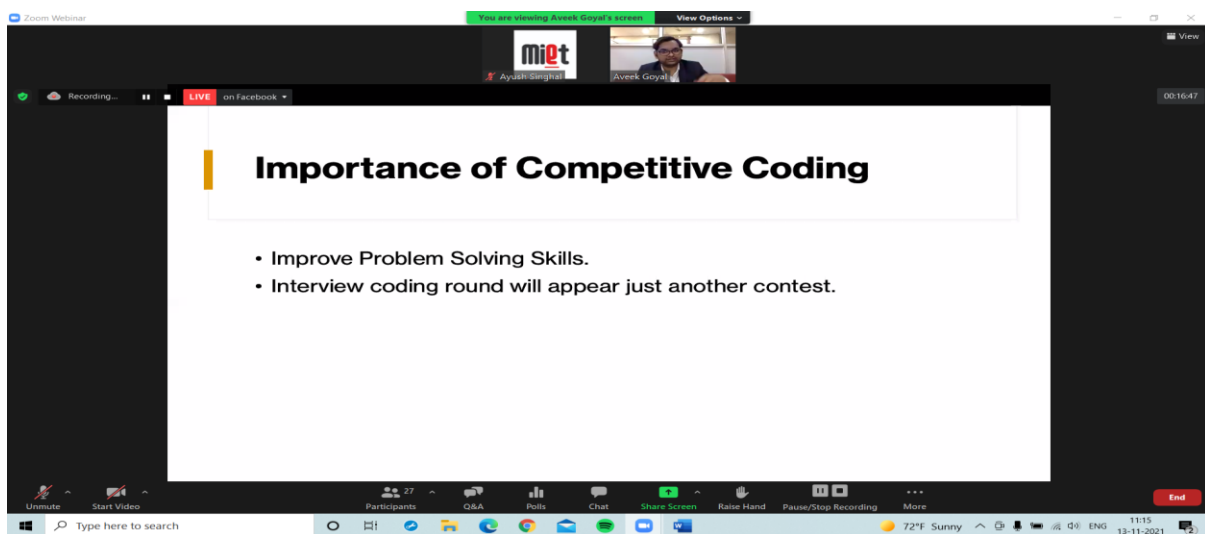 Zoom Webinar
You are viewing Aveek Goyal's screen View Options
View
miet
Ayush Singhal
Aveek Goyal
Recording...
LIVE on Facebook
00:16:47
Importance of Competitive Coding
• Improve Problem Solving Skills.
• Interview coding round will appear just another contest.
Unmute
Start Video
27
Participants
Q&A
Polls
Chat
Share Screen
Raise Hand
Pause/Stop Recording
More
End
Type here to search
72°F Sunny
ENG
11:15
13-11-2021
2